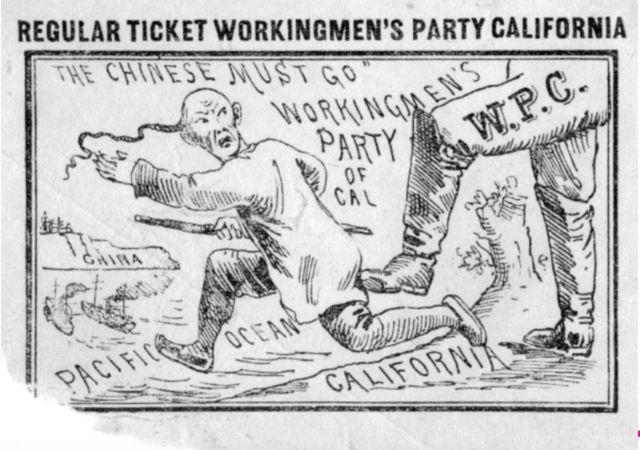 REGULAR TICKET WORKINGMEN'S PARTY CALIFORNIA
THE CHINESE MUST GO"
WORKINGMEN'S
PARTY
OF
CAL
W.P.C.
CHINA
PACIFIC OCEAN
CALIFORNIA